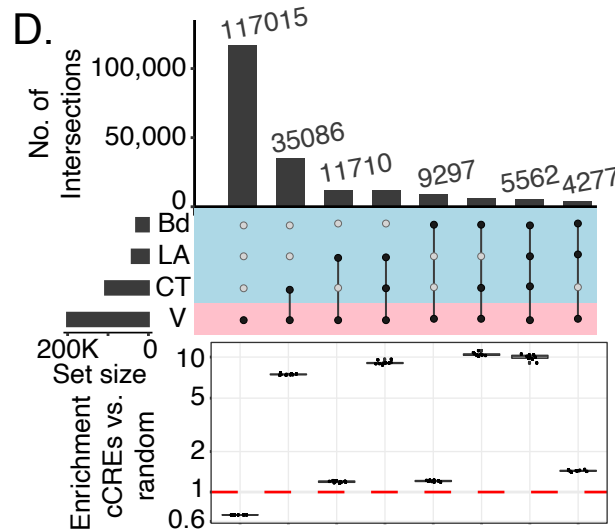 D.
117015
35086
11710
9297
5562
4277
No. of
Intersections
100,000
50,000
0
Bd
LA
CT
V
200K 0
Set size
Enrichment
cCREs vs.
random
10
5
2
1
0.6